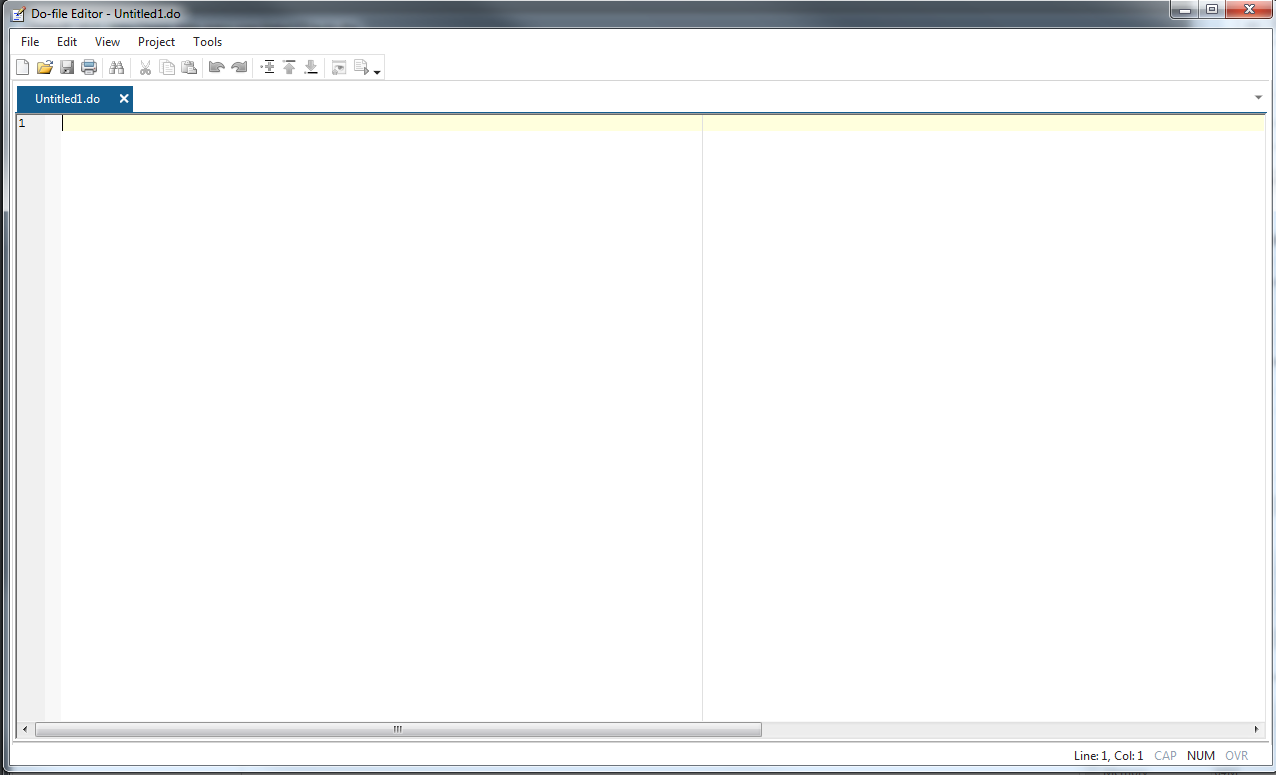 Do-file Editor - Untitled1.do
File Edit View Project Tools
Untitled1.do
1
Line: 1, Col: 1 CAP NUM OVR